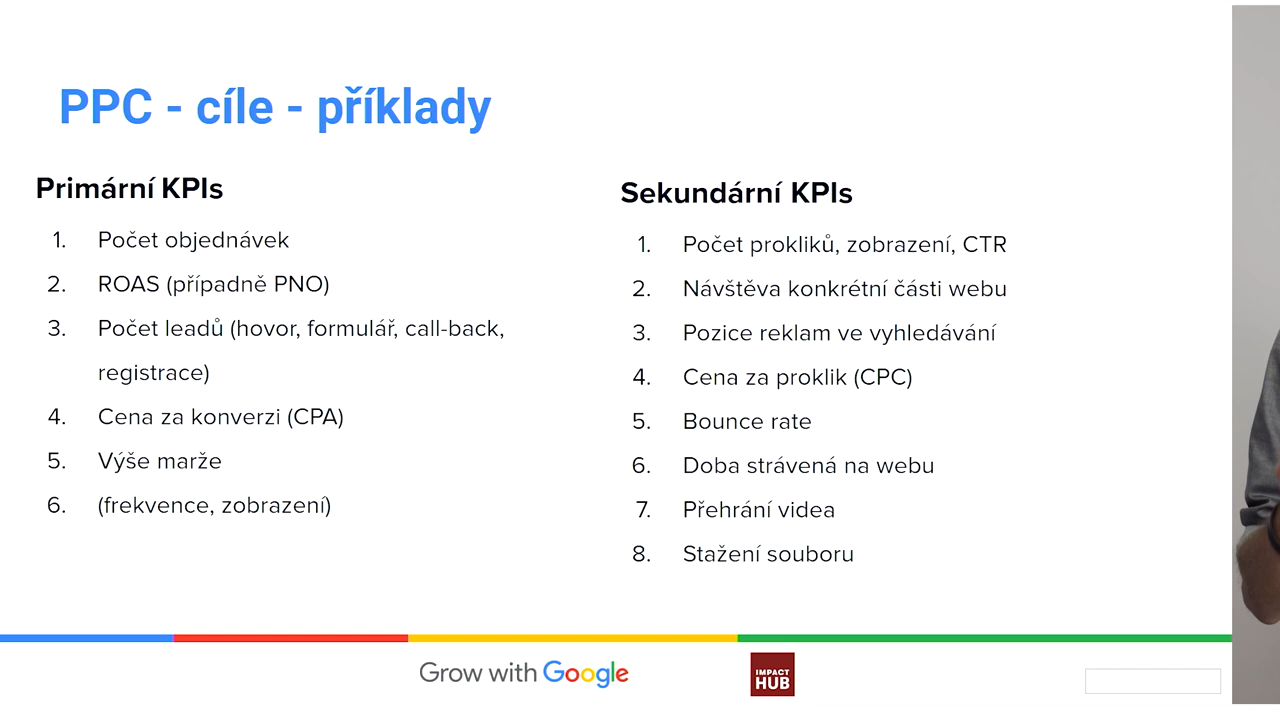 PPC - cíle - příklady
Primární KPIs
1. Počet objednávek
2. ROAS (případně PNO)
3. Počet leadů (hovor, formulář, call-back,
registrace)
4. Cena za konverzi (CPA)
5. Výše marže
6. (frekvence, zobrazení)
Sekundární KPIs
1. Počet prokliků, zobrazení, CTR
2. Návštěva konkrétní části webu
3. Pozice reklam ve vyhledávání
4. Cena za proklik (CPC)
5. Bounce rate
6. Doba strávená na webu
7. Přehrání videa
8. Stažení souboru
Grow with Google
IMPACT
HUB